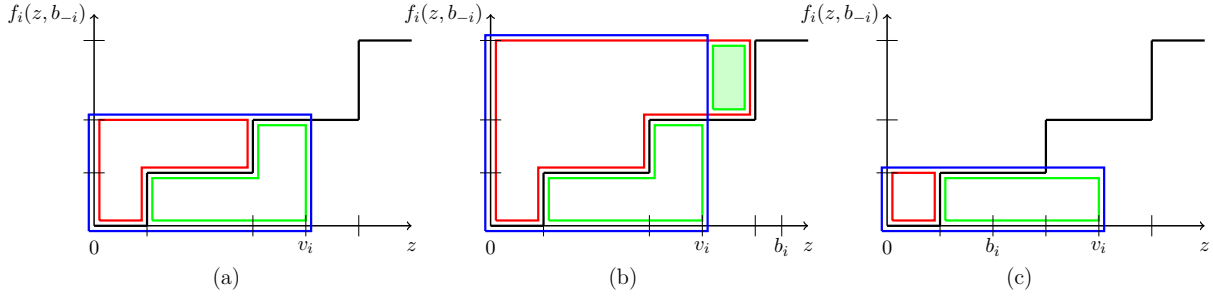 f_i(z, b_{-i})
0
v_i
z
(a)
f_i(z, b_{-i})
0
v_i
b_i
z
(b)
f_i(z, b_{-i})
0
b_i
v_i
z
(c)